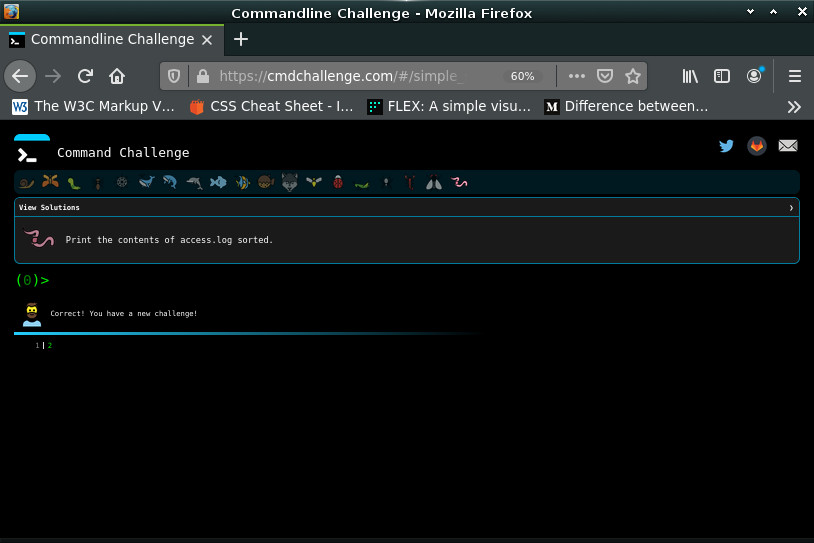 Commandline Challenge - Mozilla Firefox
Commandline Challenge
https://cmdchallenge.com/#/simple_ 60%
The W3C Markup V... CSS Cheat Sheet - I... FLEX: A simple visu... M Difference between...
Command Challenge
View Solutions
Print the contents of access.log sorted.
(0)>
Correct! You have a new challenge!
1 | 2